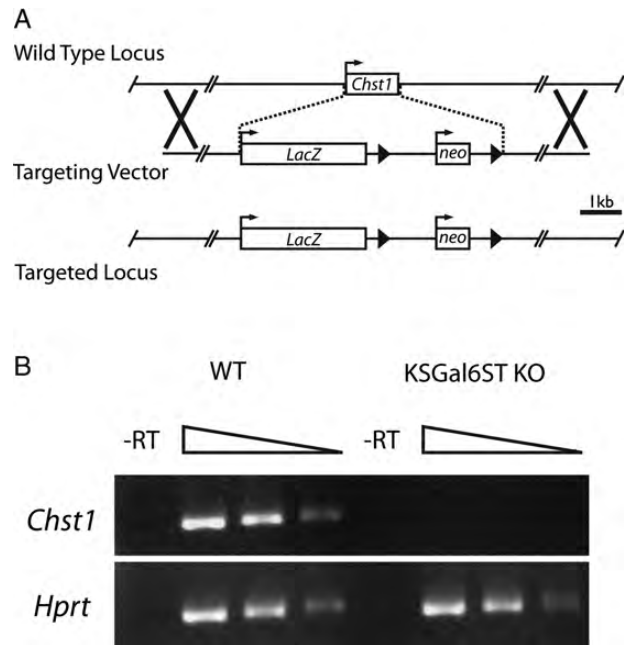 A
Wild Type Locus
Chst1
LacZ
neo
Targeting Vector
1kb
LacZ
neo
Targeted Locus
B
WT
KSGal6ST KO
-RT
-RT
Chst1
Hprt